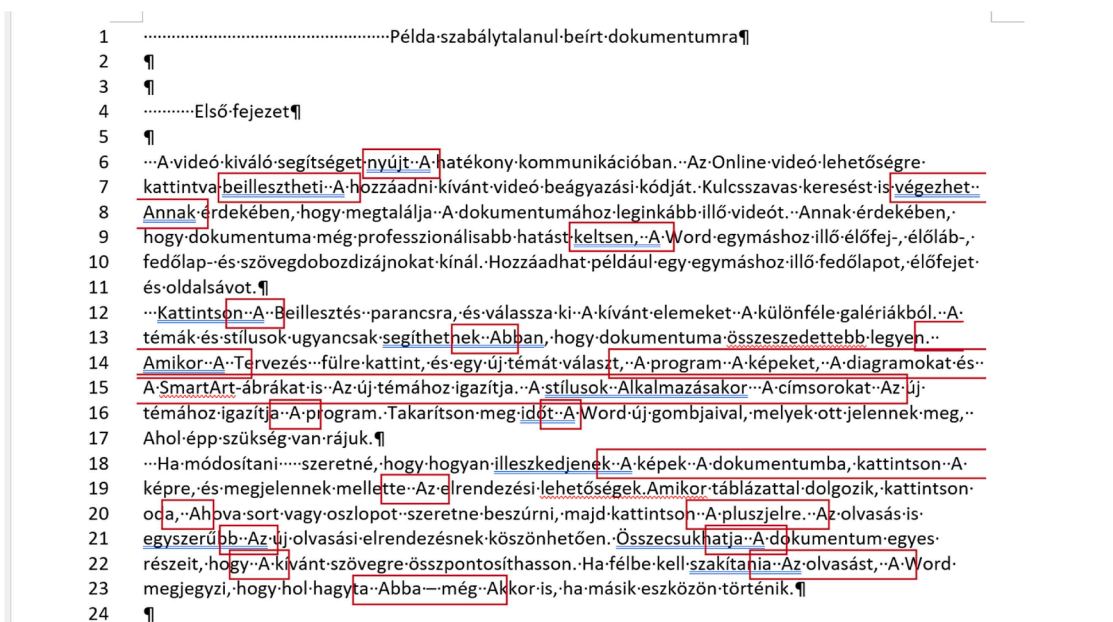 1 ················································Példa·szabálytalanul·beírt·dokumentumra¶
2 ¶
3 ¶
4 ··········Első·fejezet¶
5 ¶
6 ···A·videó·kiváló·segítséget·nyújt··A·hatékony·kommunikációban.··Az·Online·videó·lehetőségre·
7 kattintva·beillesztheti··A·hozzáadni·kívánt·videó·beágyazási·kódját.·Kulcsszavas·keresést·is·végezhet··
8 Annak·érdekében,·hogy·megtalálja··A·dokumentumához·leginkább·illő·videót.··Annak·érdekében,·
9 hogy·dokumentuma·még·professzionálisabb·hatást·keltsen,··A·Word·egymáshoz·illő·élőfej-,·élőláb-,·
10 fedőlap-·és·szövegdobozdizájnokat·kínál.·Hozzáadhat·például·egy·egymáshoz·illő·fedőlapot,·élőfejet·
11 és·oldalsávot.¶
12 ···Kattintson··A··Beillesztés··parancsra,·és·válassza·ki··A·kívánt·elemeket··A·különféle·galériákból.··A·
13 témák·és·stílusok·ugyancsak·segíthetnek··Abban,·hogy·dokumentuma·összeszedettebb·legyen.··
14 Amikor··A··Tervezés···fülre·kattint,·és·egy·új·témát·választ,··A·program··A·képeket,··A·diagramokat·és··
15 A·SmartArt-ábrákat·is··Az·új·témához·igazítja.··A·stílusok··Alkalmazásakor···A·címsorokat··Az·új·
16 témához·igazítja··A·program.·Takarítson·meg·időt··A·Word·új·gombjaival,·melyek·ott·jelennek·meg,··
17 Ahol·épp·szükség·van·rájuk.¶
18 ···Ha·módosítani·····szeretné,·hogy·hogyan·illeszkedjenek··A·képek··A·dokumentumba,·kattintson··A·
19 képre,·és·megjelennek·mellette··Az·elrendezési·lehetőségek.Amikor·táblázattal·dolgozik,·kattintson·
20 oda,··Ahova·sort·vagy·oszlopot··szeretne·beszúrni,·majd·kattintson··A·pluszjelre.··Az·olvasás·is·
21 egyszerűbb··Az·új·olvasási·elrendezésnek·köszönhetően.·Összecsukhatja··A·dokumentum·egyes·
22 részeit,·hogy··A·kívánt·szövegre·összpontosíthasson.·Ha·félbe·kell·szakítania··Az·olvasást,··A·Word·
23 megjegyzi,·hogy·hol·hagyta··Abba·–·még··Akkor·is,·ha·másik·eszközön·történik.¶
24 ¶